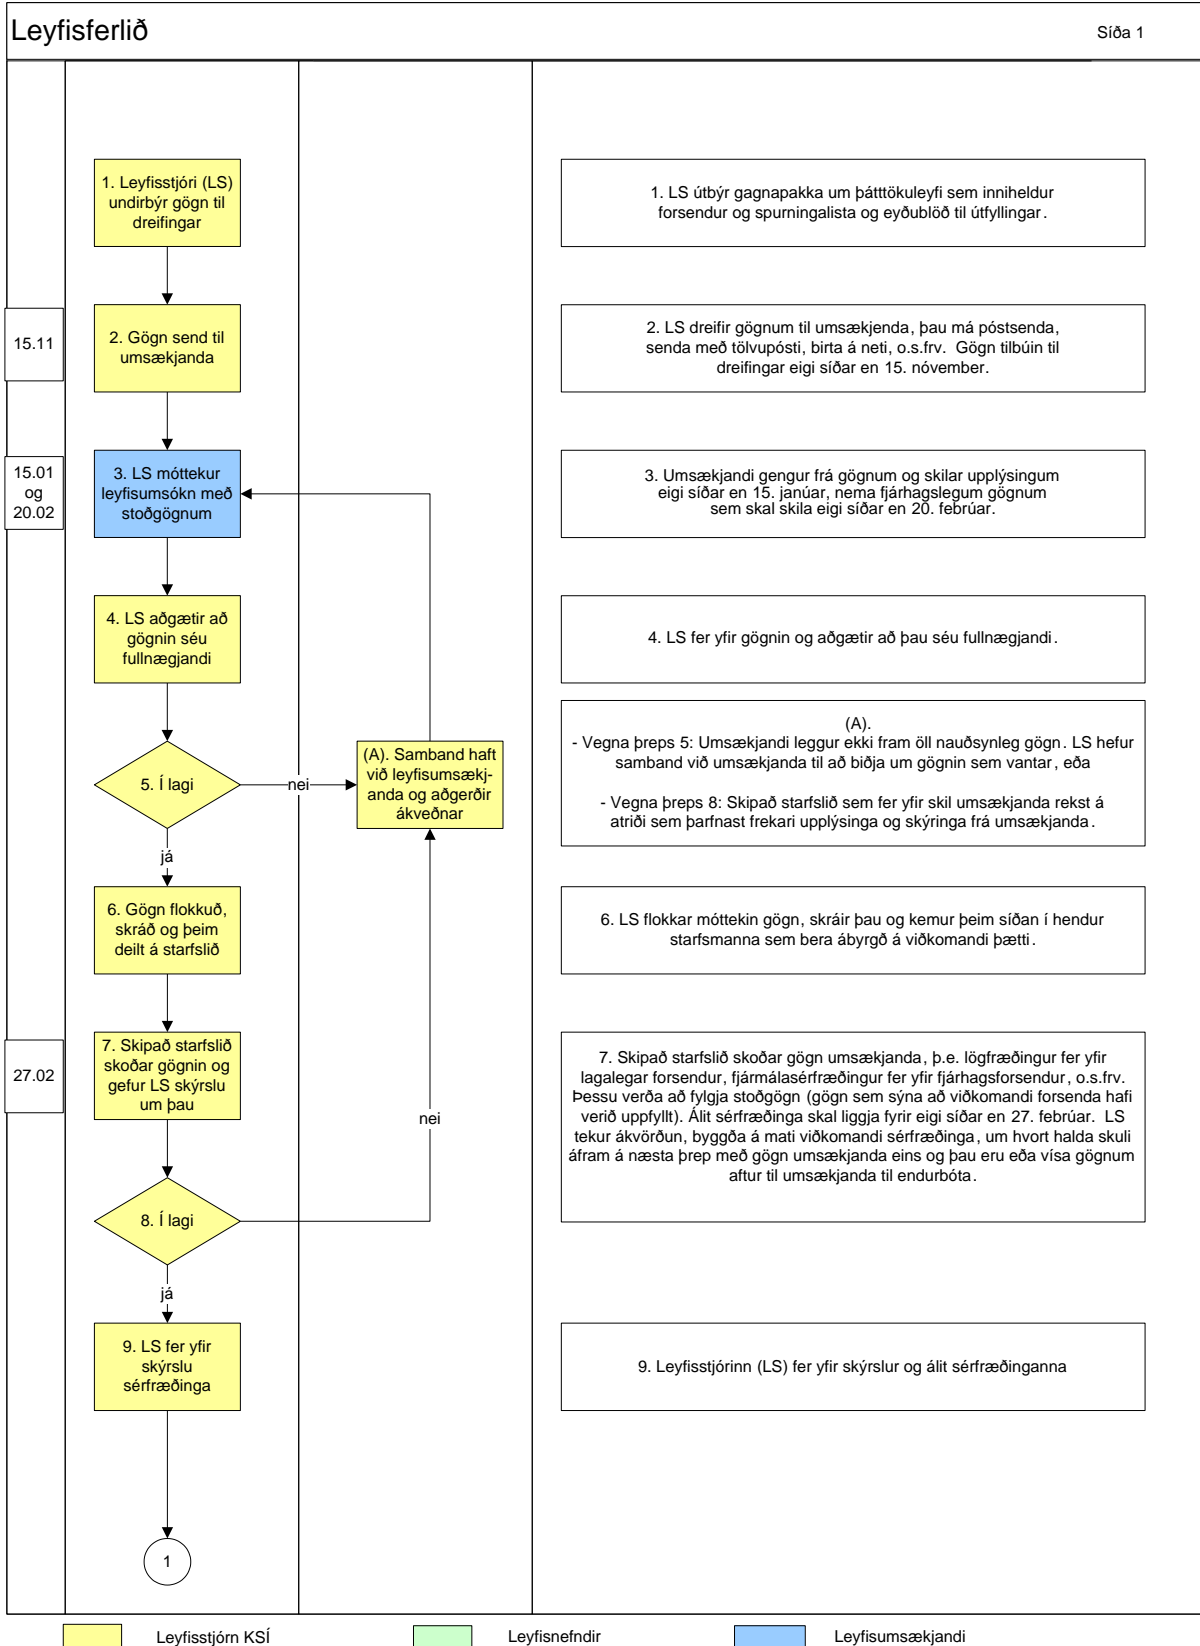 Leyfisferlið
Síða 1
1. Leyfisstjóri (LS)
undirbýr gögn til
dreifingar
1. LS útbýr gagnapakka um þátttökuleyfi sem inniheldur
forsendur og spurningalista og eyðublöð til útfyllingar.
15.11
2. Gögn send til
umsækjanda
2. LS dreifir gögnum til umsækjenda, þau má póstsenda,
senda með tölvupósti, birta á neti, o.s.frv. Gögn tilbúin til
dreifingar eigi síðar en 15. nóvember.
15.01
og
20.02
3. LS móttekur
leyfisumsókn með
stoðgögnum
3. Umsækjandi gengur frá gögnum og skilar upplýsingum
eigi síðar en 15. janúar, nema fjárhagslegum gögnum
sem skal skila eigi síðar en 20. febrúar.
4. LS aðgætir að
gögnin séu
fullnægjandi
4. LS fer yfir gögnin og aðgætir að þau séu fullnægjandi.
5. Í lagi
nei
já
(A). Samband haft
við leyfisumsækj-
anda og aðgerðir
ákveðnar
(A).
- Vegna þreps 5: Umsækjandi leggur ekki fram öll nauðsynleg gögn. LS hefur
samband við umsækjanda til að biðja um gögnin sem vantar, eða
- Vegna þreps 8: Skipað starfslið sem fer yfir skil umsækjanda rekst á
atriði sem þarfnast frekari upplýsinga og skýringa frá umsækjanda.
6. Gögn flokkuð,
skráð og þeim
deilt á starfslið
6. LS flokkar móttekin gögn, skráir þau og kemur þeim síðan í hendur
starfsmanna sem bera ábyrgð á viðkomandi þætti.
27.02
7. Skipað starfslið
skoðar gögnin og
gefur LS skýrslu
um þau
nei
7. Skipað starfslið skoðar gögn umsækjanda, þ.e. lögfræðingur fer yfir
lagalegar forsendur, fjármálasérfræðingur fer yfir fjárhagsforsendur, o.s.frv.
Þessu verða að fylgja stoðgögn (gögn sem sýna að viðkomandi forsenda hafi
verið uppfyllt). Álit sérfræðinga skal liggja fyrir eigi síðar en 27. febrúar. LS
tekur ákvörðun, byggða á mati viðkomandi sérfræðinga, um hvort halda skuli
áfram á næsta þrep með gögn umsækjanda eins og þau eru eða vísa gögnum
aftur til umsækjanda til endurbóta.
8. Í lagi
já
9. LS fer yfir
skýrslu
sérfræðinga
9. Leyfisstjórinn (LS) fer yfir skýrslur og álit sérfræðinganna
1
Leyfisstjórn KSÍ
Leyfisnefndir
Leyfisumsækjandi